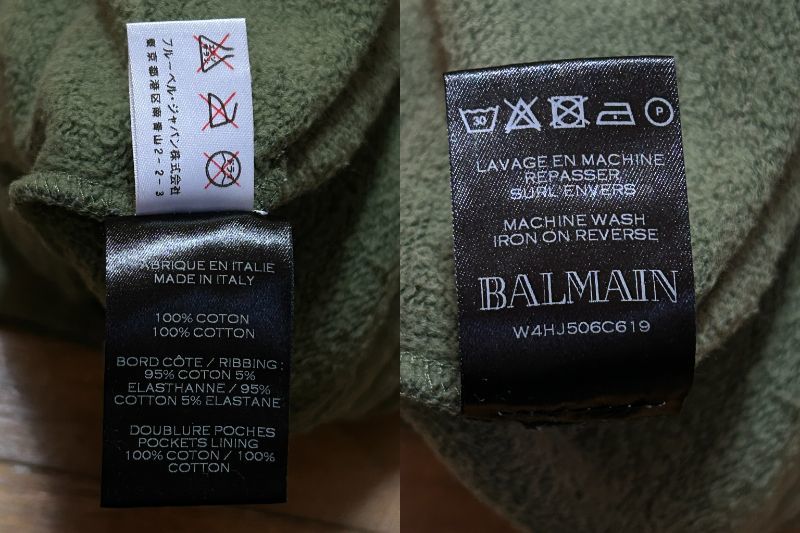 ブルーベル・ジャパン株式会社
東京都港区南青山2-2-3
ABRIQUE EN ITALIE
MADE IN ITALY
100% COTON
100% COTTON
BORD CÔTE / RIBBING :
95% COTON 5%
ELASTHANNE / 95%
COTTON 5% ELASTANE
DOUBLURE POCHES
POCKETS LINING
100% COTON / 100%
COTTON
30
P
LAVAGE EN MACHINE
REPASSER
SURL ENVERS
MACHINE WASH
IRON ON REVERSE
BALMAIN
W4HJ506C619